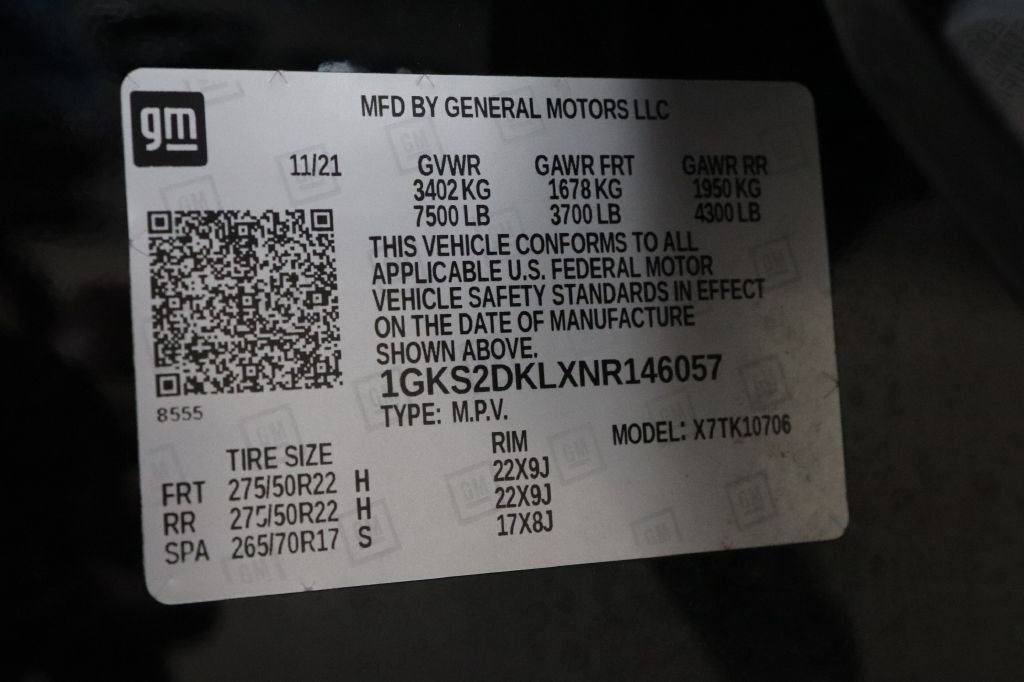 gm
MFD BY GENERAL MOTORS LLC
11/21 GVWR GAWR FRT GAWR RR
3402 KG 1678 KG 1950 KG
7500 LB 3700 LB 4300 LB
THIS VEHICLE CONFORMS TO ALL
APPLICABLE U.S. FEDERAL MOTOR
VEHICLE SAFETY STANDARDS IN EFFECT
ON THE DATE OF MANUFACTURE
SHOWN ABOVE.
1GKS2DKLXNR146057
8555
TYPE: M.P.V.
MODEL: X7TK10706
TIRE SIZE RIM
FRT 275/50R22 H 22X9J
RR 275/50R22 H 22X9J
SPA 265/70R17 S 17X8J